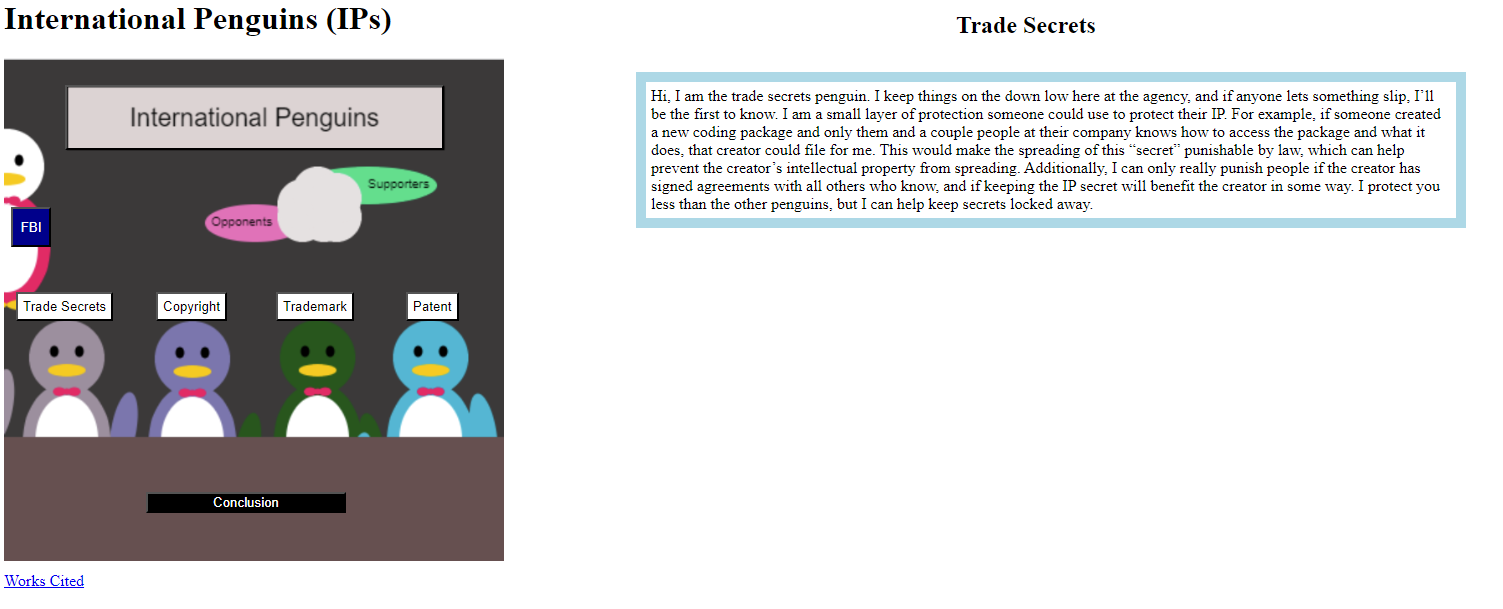 International Penguins (IPs)
International Penguins
Supporters
Opponents
FBI
Trade Secrets
Copyright
Trademark
Patent
Conclusion
Works Cited
Trade Secrets
Hi, I am the trade secrets penguin. I keep things on the down low here at the agency, and if anyone lets something slip, I’ll
be the first to know. I am a small layer of protection someone could use to protect their IP. For example, if someone created
a new coding package and only them and a couple people at their company knows how to access the package and what it
does, that creator could file for me. This would make the spreading of this “secret” punishable by law, which can help
prevent the creator’s intellectual property from spreading. Additionally, I can only really punish people if the creator has
signed agreements with all others who know, and if keeping the IP secret will benefit the creator in some way. I protect you
less than the other penguins, but I can help keep secrets locked away.